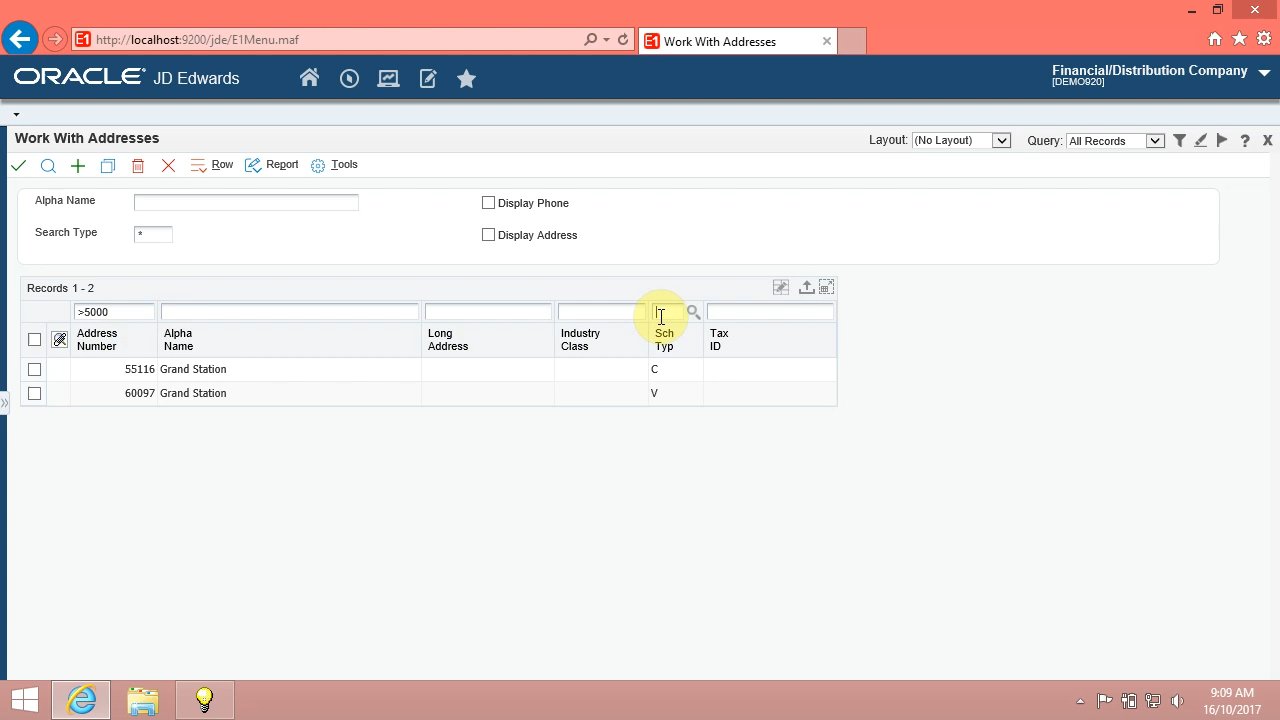 http://localhost:9200/jde/E1Menu.maf
E1 Work With Addresses
ORACLE JD Edwards
Financial/Distribution Company
[DEMO920]
Work With Addresses
Layout: (No Layout)
Query: All Records
Row Report Tools
Alpha Name
Display Phone
Search Type *
Display Address
Records 1 - 2
>5000
Address Number
Alpha Name
Long Address
Industry Class
Sch Typ
Tax ID
55116 Grand Station C
60097 Grand Station V
9:09 AM
16/10/2017